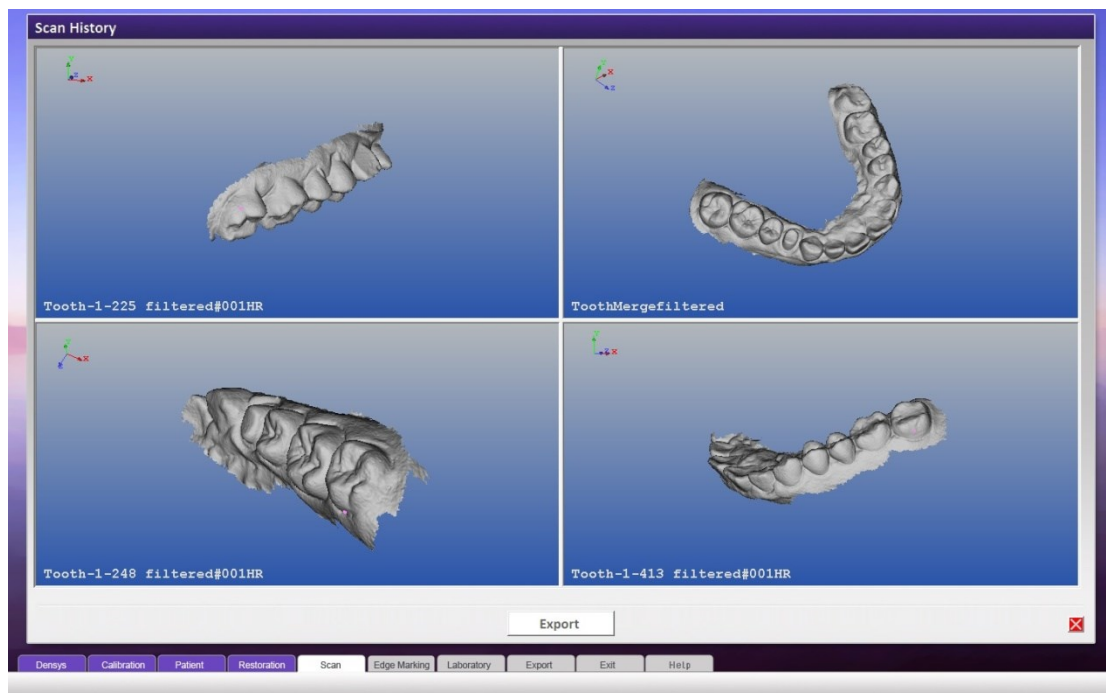 Scan History
Y
Z
X
Tooth-1-225 filtered#001HR
Y
X
Z
ToothMergefiltered
Y
X
Z
Tooth-1-248 filtered#001HR
Y
Z X
Tooth-1-413 filtered#001HR
Export
Densys Calibration Patient Restoration Scan Edge Marking Laboratory Export Exit Help